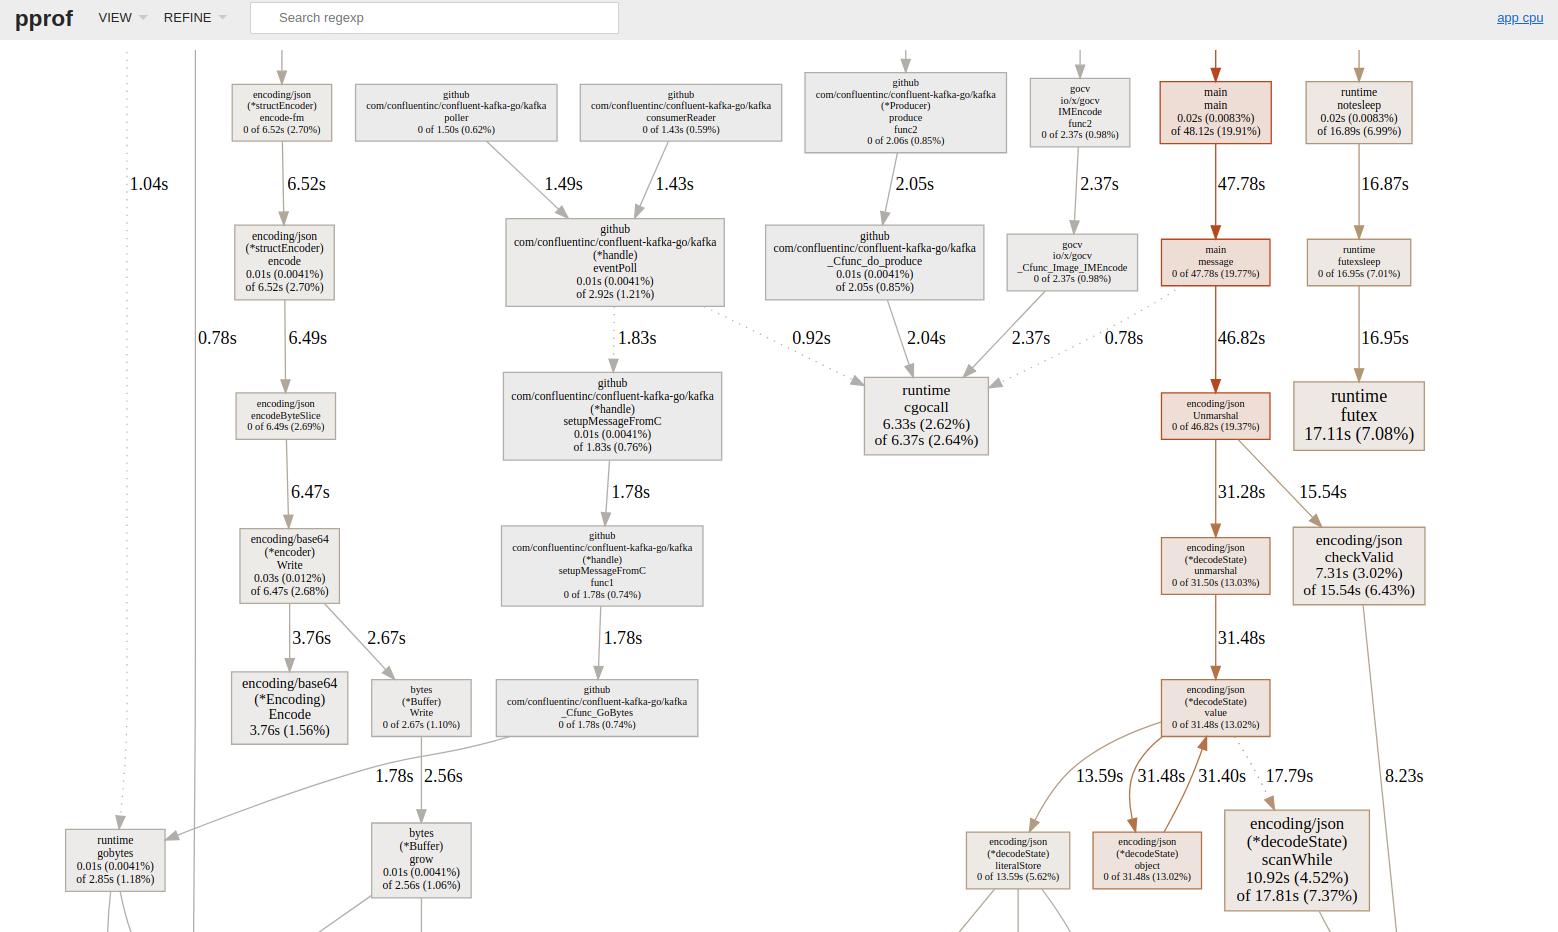 pprof
VIEW
REFINE
Search regexp
app cpu
encoding/json
(*structEncoder)
encode-fm
0 of 6.52s (2.70%)
github
com/confluentinc/confluent-kafka-go/kafka
poller
0 of 1.50s (0.62%)
github
com/confluentinc/confluent-kafka-go/kafka
consumerReader
0 of 1.43s (0.59%)
github
com/confluentinc/confluent-kafka-go/kafka
(*Producer)
produce
func2
0 of 2.06s (0.85%)
gocv
io/x/gocv
IMEncode
func2
0 of 2.37s (0.98%)
main
main
0.02s (0.0083%)
of 48.12s (19.91%)
runtime
notesleep
0.02s (0.0083%)
of 16.89s (6.99%)
1.04s
6.52s
1.49s
1.43s
2.05s
2.37s
47.78s
16.87s
encoding/json
(*structEncoder)
encode
0.01s (0.0041%)
of 6.52s (2.70%)
github
com/confluentinc/confluent-kafka-go/kafka
(*handle)
eventPoll
0.01s (0.0041%)
of 2.92s (1.21%)
github
com/confluentinc/confluent-kafka-go/kafka
_Cfunc_do_produce
0.01s (0.0041%)
of 2.05s (0.85%)
gocv
io/x/gocv
_Cfunc_Image_IMEncode
0 of 2.37s (0.98%)
main
message
0 of 47.78s (19.77%)
runtime
futexsleep
0 of 16.95s (7.01%)
0.78s
6.49s
1.83s
0.92s
2.04s
2.37s
0.78s
46.82s
16.95s
encoding/json
encodeByteSlice
0 of 6.49s (2.69%)
github
com/confluentinc/confluent-kafka-go/kafka
(*handle)
setupMessageFromC
0.01s (0.0041%)
of 1.83s (0.76%)
runtime
cgocall
6.33s (2.62%)
of 6.37s (2.64%)
encoding/json
Unmarshal
0 of 46.82s (19.37%)
runtime
futex
17.11s (7.08%)
6.47s
1.78s
31.28s
15.54s
encoding/base64
(*encoder)
Write
0.03s (0.012%)
of 6.47s (2.68%)
github
com/confluentinc/confluent-kafka-go/kafka
(*handle)
setupMessageFromC
func1
0 of 1.78s (0.74%)
encoding/json
(*decodeState)
unmarshal
0 of 31.50s (13.03%)
encoding/json
checkValid
7.31s (3.02%)
of 15.54s (6.43%)
3.76s
2.67s
1.78s
31.48s
encoding/base64
(*Encoding)
Encode
3.76s (1.56%)
bytes
(*Buffer)
Write
0 of 2.67s (1.10%)
github
com/confluentinc/confluent-kafka-go/kafka
_Cfunc_GoBytes
0 of 1.78s (0.74%)
encoding/json
(*decodeState)
value
0 of 31.48s (13.02%)
1.78s
2.56s
13.59s
31.48s
31.40s
17.79s
8.23s
runtime
gobytes
0.01s (0.0041%)
of 2.85s (1.18%)
bytes
(*Buffer)
grow
0.01s (0.0041%)
of 2.56s (1.06%)
encoding/json
(*decodeState)
literalStore
0 of 13.59s (5.62%)
encoding/json
(*decodeState)
object
0 of 31.48s (13.02%)
encoding/json
(*decodeState)
scanWhile
10.92s (4.52%)
of 17.81s (7.37%)